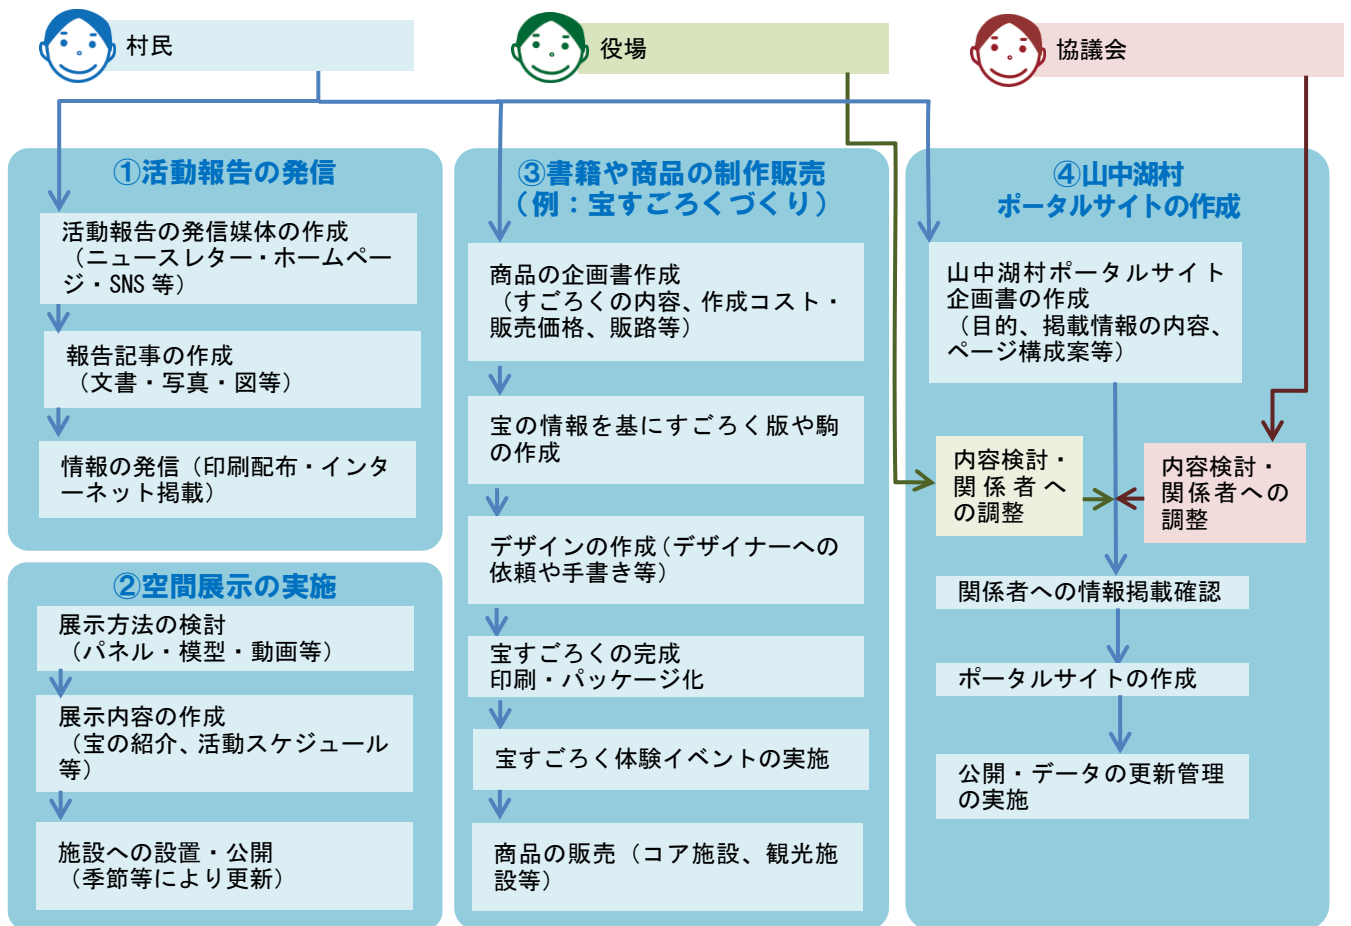 村民
役場
協議会
①活動報告の発信
活動報告の発信媒体の作成
（ニュースレター・ホームペー
ジ・SNS 等）
報告記事の作成
（文書・写真・図等）
情報の発信（印刷配布・インタ
ーネット掲載）
②空間展示の実施
展示方法の検討
（パネル・模型・動画等）
展示内容の作成
（宝の紹介、活動スケジュール
等）
施設への設置・公開
（季節等により更新）
③書籍や商品の制作販売
（例：宝すごろくづくり）
商品の企画書作成
（すごろくの内容、作成コスト・
販売価格、販路等）
宝の情報を基にすごろく版や駒
の作成
デザインの作成（デザイナーへの
依頼や手書き等）
宝すごろくの完成
印刷・パッケージ化
宝すごろく体験イベントの実施
商品の販売（コア施設、観光施
設等）
④山中湖村
ポータルサイトの作成
山中湖村ポータルサイト
企画書の作成
（目的、掲載情報の内容、
ページ構成案等）
内容検討・
関係者へ
の調整
内容検討・
関係者への
調整
関係者への情報掲載確認
ポータルサイトの作成
公開・データの更新管理
の実施